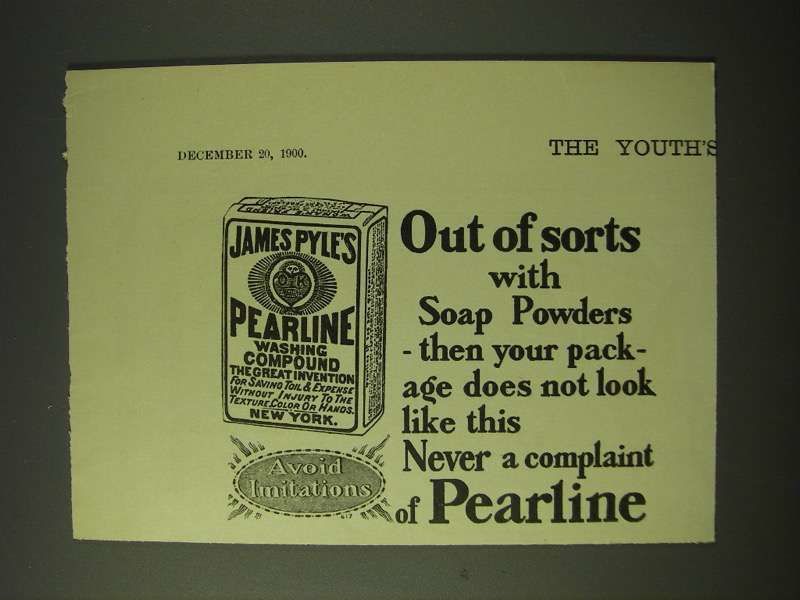 DECEMBER 20, 1900.
THE YOUTH'S
JAMES PYLE'S
O-K
PEARLINE
WASHING
COMPOUND
THE GREAT INVENTION
FOR SAVING TOIL & EXPENSE
WITHOUT INJURY TO THE
TEXTURE, COLOR OR HANDS.
NEW YORK.
Avoid
Imitations
Out of sorts
with
Soap Powders
- then your pack-
age does not look
like this
Never a complaint
of Pearline